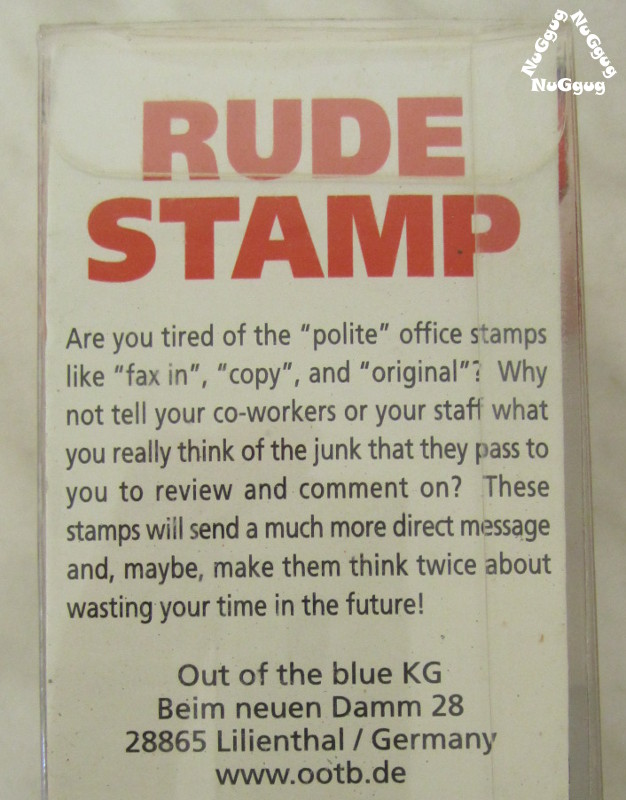 NuGgug NuGgug
NuGgug
RUDE
STAMP
Are you tired of the “polite” office stamps
like “fax in”, “copy”, and “original”? Why
not tell your co-workers or your staff what
you really think of the junk that they pass to
you to review and comment on? These
stamps will send a much more direct message
and, maybe, make them think twice about
wasting your time in the future!
Out of the blue KG
Beim neuen Damm 28
28865 Lilienthal / Germany
www.ootb.de